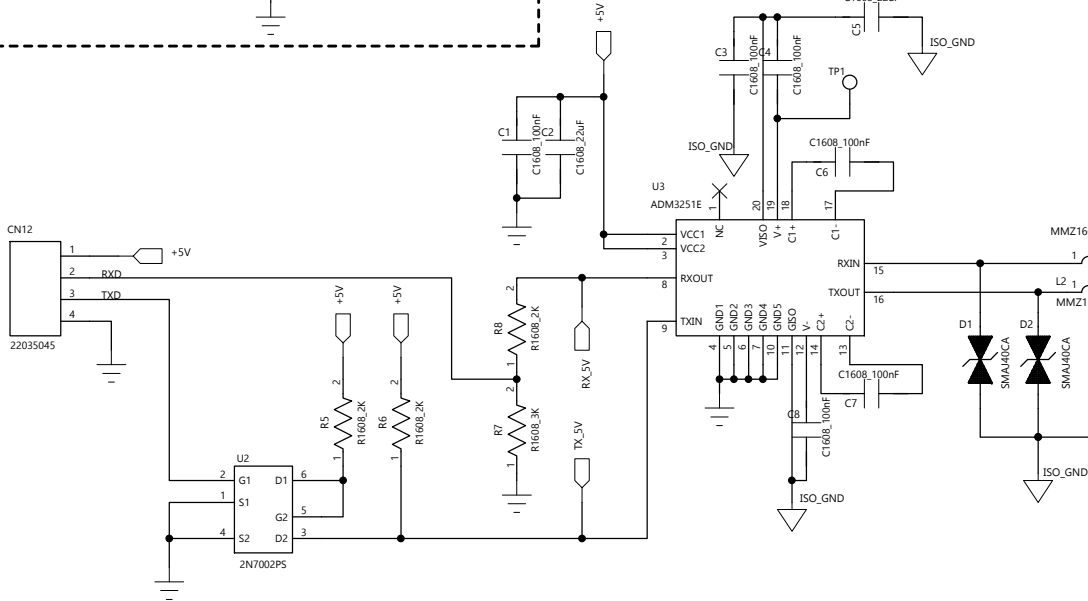 +5V
C5
ISO_GND
C3
C1608_100nF
C4
C1608_100nF
TP1
C1
C1608_100nF
C2
C1608_22uF
ISO_GND
C1608_100nF
C6
U3
ADM3251E
1
20
19
18
17
NC
VISO
V+
C1+
C1-
VCC1
VCC2
2
3
RXOUT
8
TXIN
9
RXIN
15
TXOUT
16
GND1
GND2
GND3
GND4
GND5
GISO
V-
C2+
C2-
4
5
6
7
10
11
12
14
13
MMZ16
1
L2
1
MMZ1
D1
SMAJ40CA
D2
SMAJ40CA
ISO_GND
C1608_100nF
C7
C8
C1608_100nF
ISO_GND
CN12
1
2
3
4
+5V
RXD
TXD
22035045
+5V
+5V
2
R5
R1608_2K
1
2
R6
R1608_2K
1
2
R8
R1608_2K
1
2
R7
R1608_3K
1
RX_5V
TX_5V
U2
2
1
4
G1
S1
S2
D1
G2
D2
6
5
3
2N7002PS